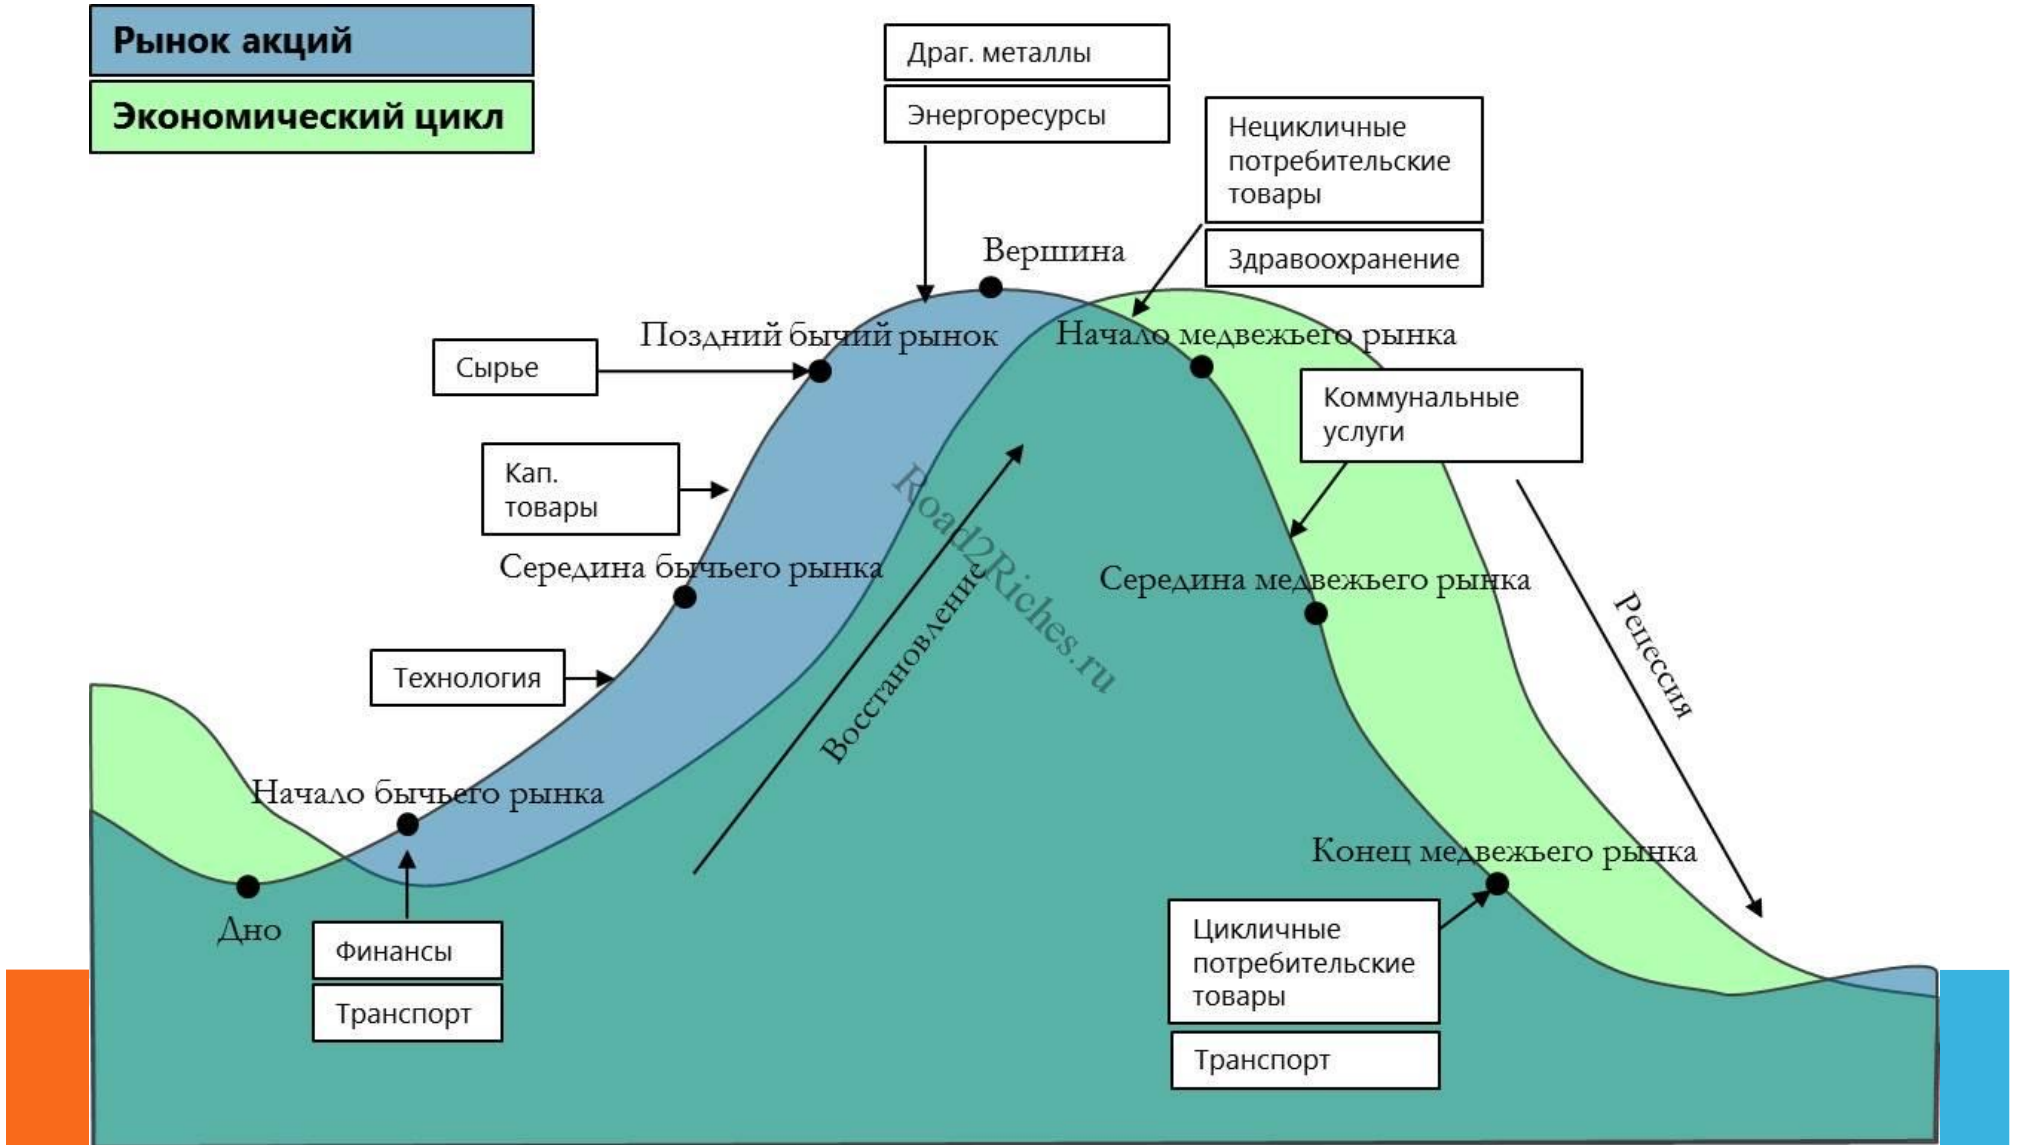 Рынок акций
Экономический цикл
Драг. металлы
Энергоресурсы
Нецикличные
потребительские
товары
Здравоохранение
Вершина
Поздний бычий рынок
Начало медвежьего рынка
Сырье
Коммунальные
услуги
Кап.
товары
Середина бычьего рынка
Середина медвежьего рынка
Road2Riches.ru
Восстановление
Рецессия
Технология
Начало бычьего рынка
Конец медвежьего рынка
Дно
Финансы
Транспорт
Цикличные
потребительские
товары
Транспорт